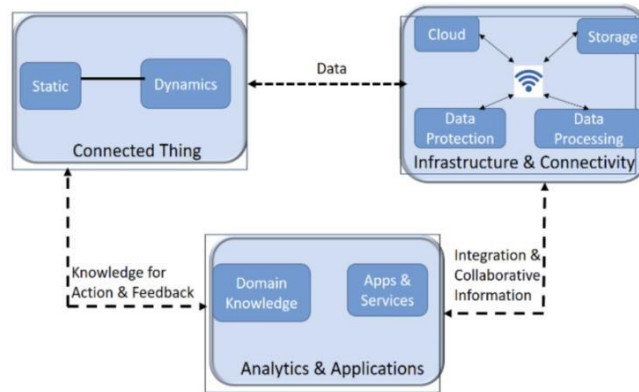 Static
Dynamics
Connected Thing
Data
Cloud
Storage
Data
Protection
Data
Processing
Infrastructure & Connectivity
Knowledge for
Action & Feedback
Domain
Knowledge
Apps &
Services
Analytics & Applications
Integration &
Collaborative
Information